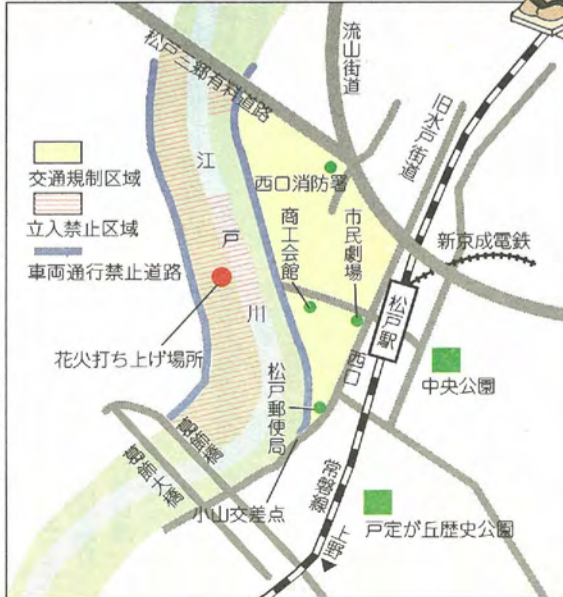 松戸三郷有料道路
流山街道
旧水戸街道
交通規制区域
立入禁止区域
車両通行禁止道路
江戸川
西口消防署
商工会館
市民劇場
新京成電鉄
松戸駅
西口
花火打ち上げ場所
松戸郵便局
中央公園
葛飾橋
葛飾大橋
小山交差点
常磐線
上野
戸定が丘歴史公園